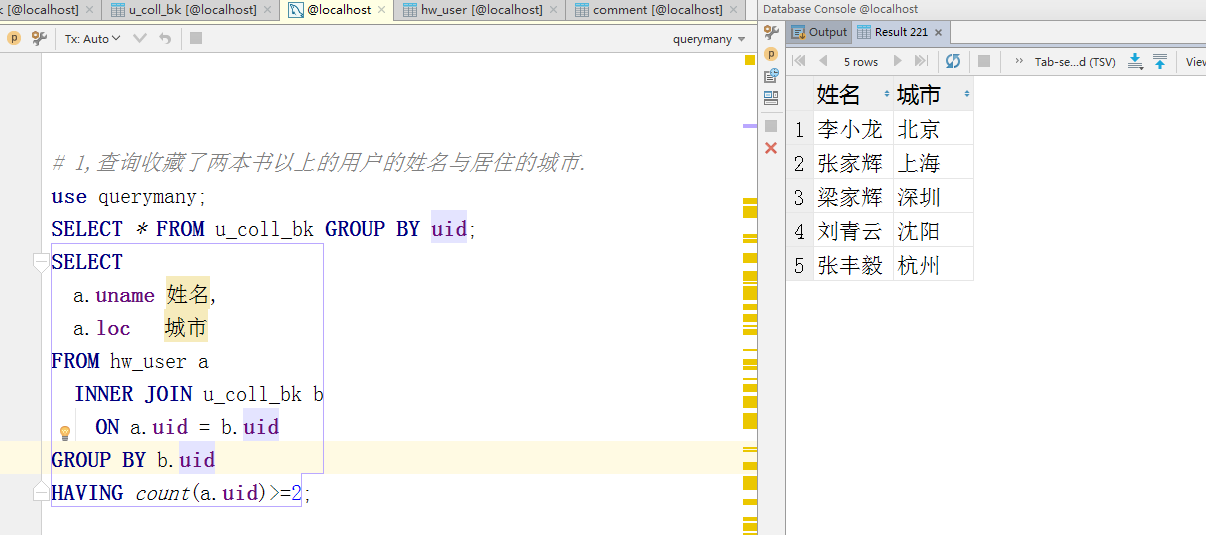 k [@localhost] u_coll_bk [@localhost] @localhost hw_user [@localhost] comment [@localhost]
Database Console @localhost
p Tx: Auto querymany
Output Result 221
5 rows Tab-se...d (TSV) View
# 1,查询收藏了两本书以上的用户的姓名与居住的城市.
use querymany;
SELECT * FROM u_coll_bk GROUP BY uid;
SELECT
a.uname 姓名,
a.loc 城市
FROM hw_user a
INNER JOIN u_coll_bk b
ON a.uid = b.uid
GROUP BY b.uid
HAVING count(a.uid)>=2;
p
姓名 城市
1 李小龙 北京
2 张家辉 上海
3 梁家辉 深圳
4 刘青云 沈阳
5 张丰毅 杭州